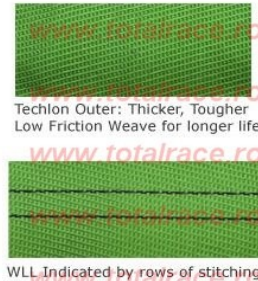 www.totalrace.ro
Techlon Outer: Thicker, Tougher
Low Friction Weave for longer life
www.totalrace.ro
www.totalrace.ro
WLL Indicated by rows of stitching